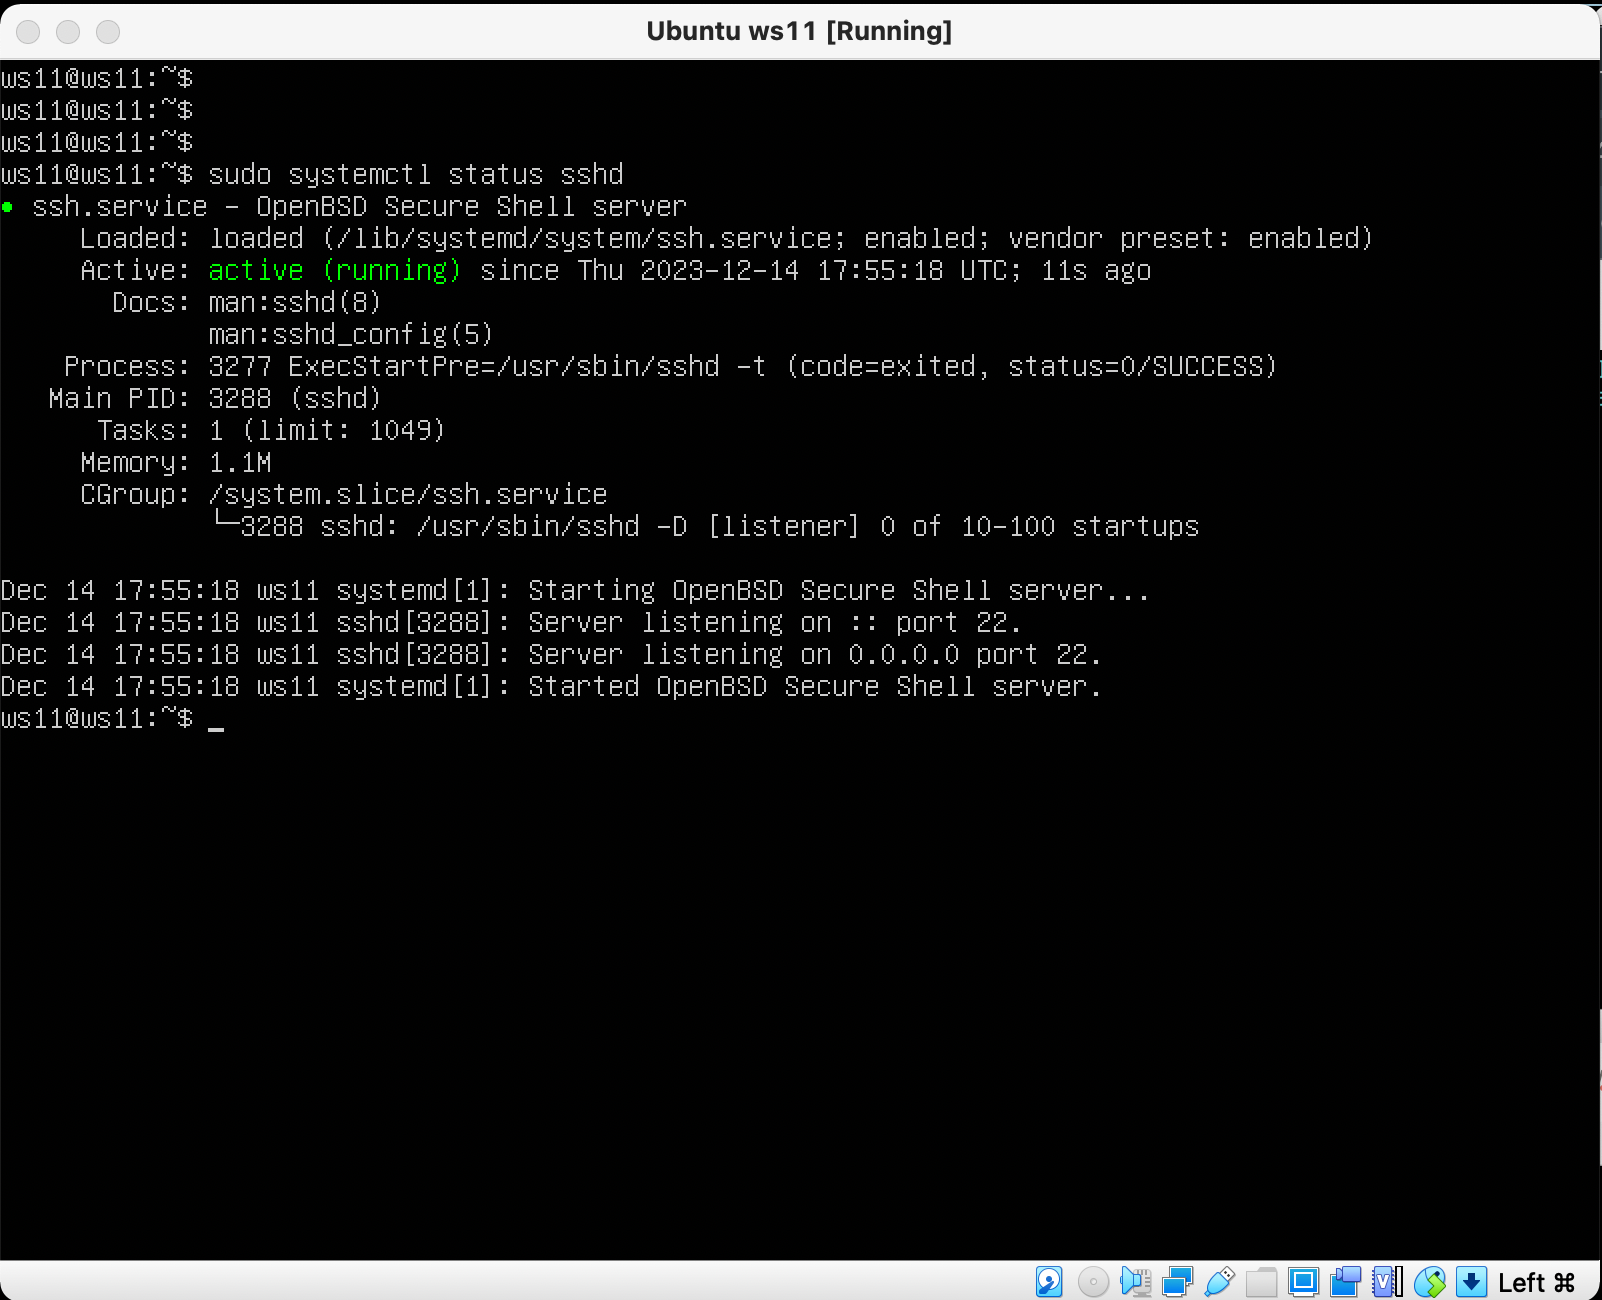 Ubuntu ws11 [Running]
ws11@ws11:~$
ws11@ws11:~$
ws11@ws11:~$
ws11@ws11:~$ sudo systemctl status sshd
● ssh.service - OpenBSD Secure Shell server
     Loaded: loaded (/lib/systemd/system/ssh.service; enabled; vendor preset: enabled)
     Active: active (running) since Thu 2023-12-14 17:55:18 UTC; 11s ago
       Docs: man:sshd(8)
             man:sshd_config(5)
    Process: 3277 ExecStartPre=/usr/sbin/sshd -t (code=exited, status=0/SUCCESS)
   Main PID: 3288 (sshd)
      Tasks: 1 (limit: 1049)
     Memory: 1.1M
     CGroup: /system.slice/ssh.service
             └─3288 sshd: /usr/sbin/sshd -D [listener] 0 of 10-100 startups
Dec 14 17:55:18 ws11 systemd[1]: Starting OpenBSD Secure Shell server...
Dec 14 17:55:18 ws11 sshd[3288]: Server listening on :: port 22.
Dec 14 17:55:18 ws11 sshd[3288]: Server listening on 0.0.0.0 port 22.
Dec 14 17:55:18 ws11 systemd[1]: Started OpenBSD Secure Shell server.
ws11@ws11:~$ _
Left ⌘